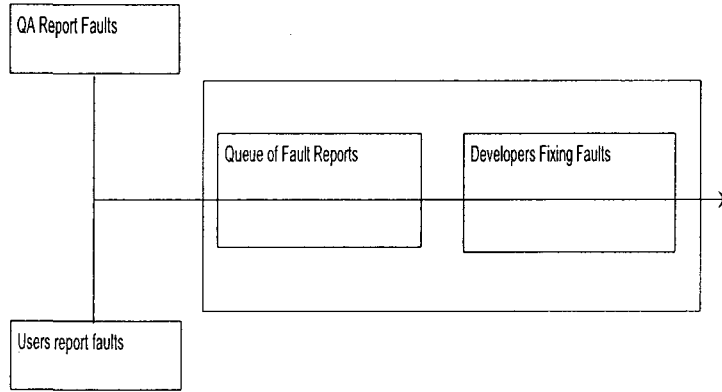 QA Report Faults
Queue of Fault Reports
Developers Fixing Faults
Users report faults